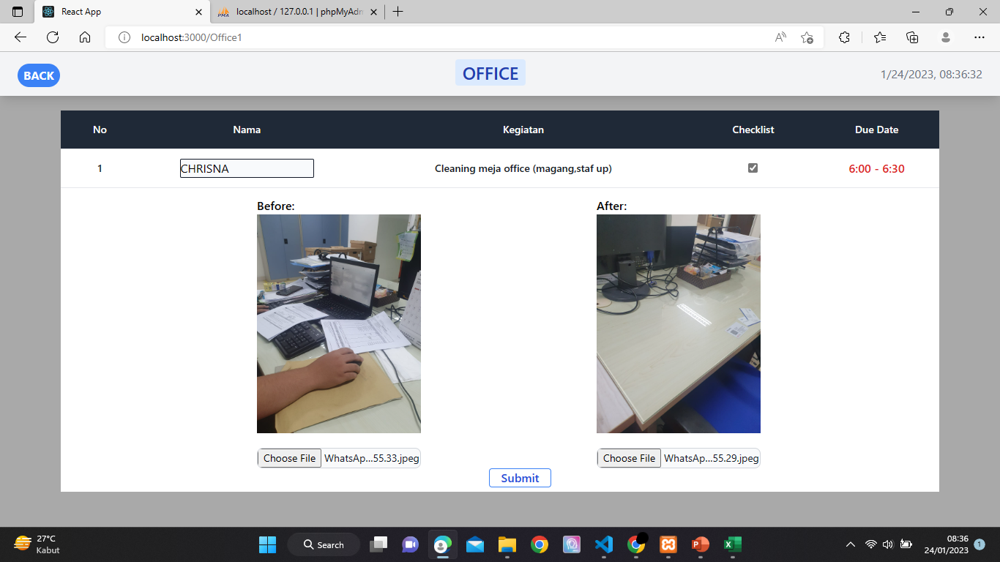 React App
localhost / 127.0.0.1 | phpMyAdm
localhost:3000/Office1
BACK
OFFICE
1/24/2023, 08:36:32
No Nama Kegiatan Checklist Due Date
1 CHRISNA Cleaning meja office (magang,staf up) 6:00 - 6:30
Before: After:
Choose File WhatsAp...55.33.jpeg Choose File WhatsAp...55.29.jpeg
Submit
27°C
Kabut
Search
08:36
24/01/2023
1